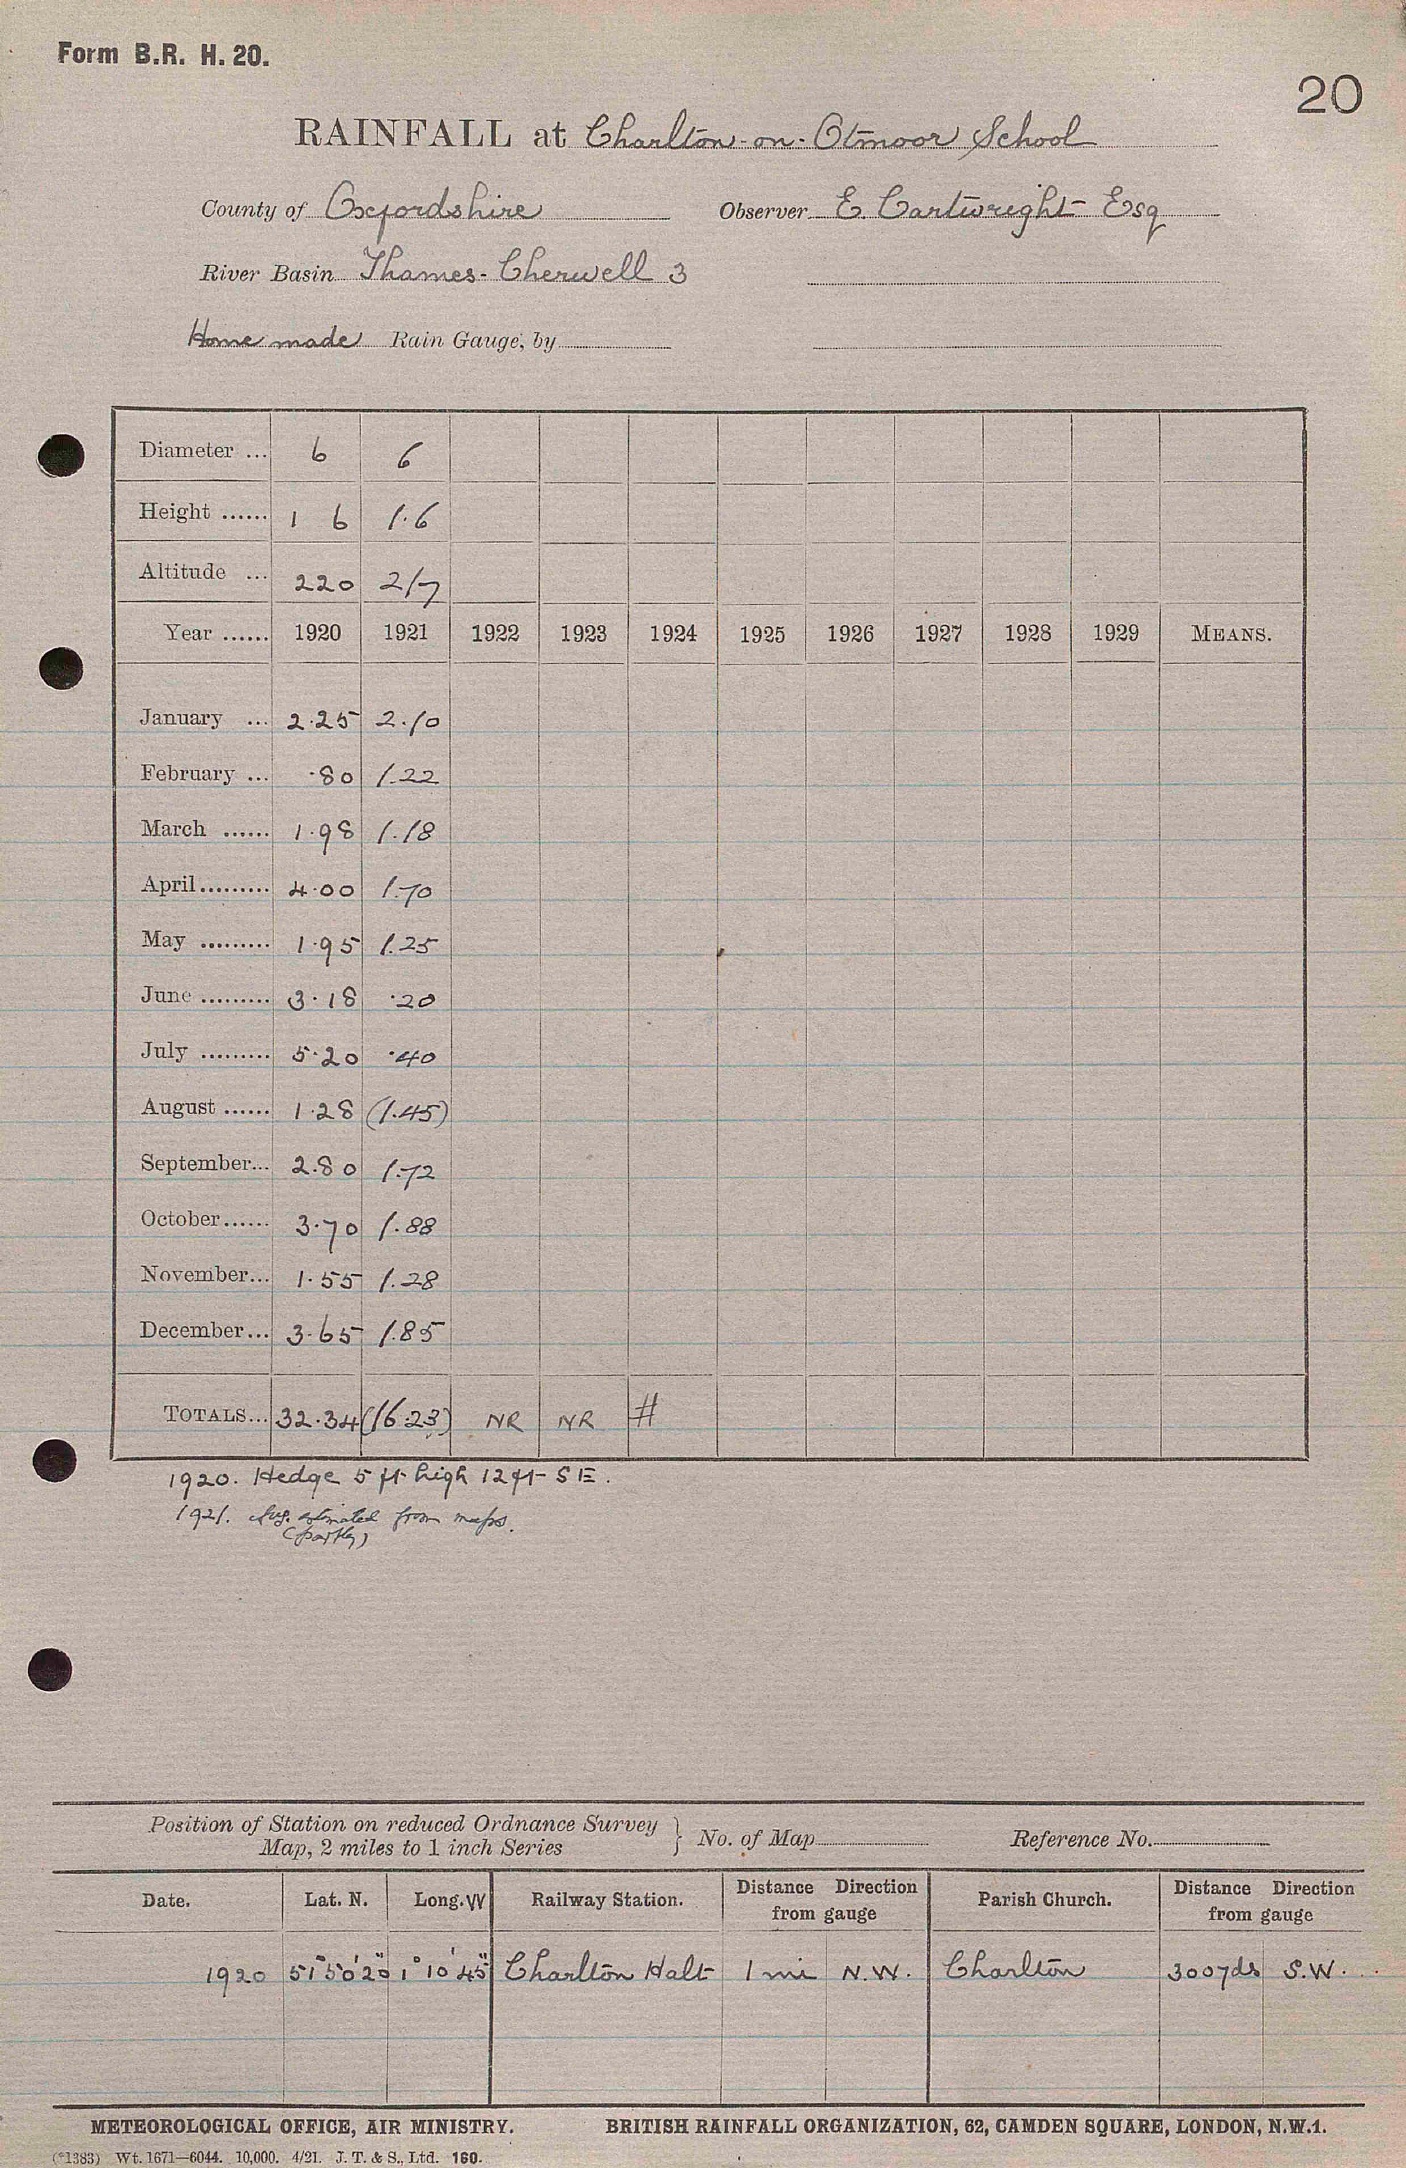 Form B.R. H. 20.
20
RAINFALL at Charlton-on-Otmoor School
County of Oxfordshire Observer E. Cartwright Esq
River Basin Thames-Cherwell 3
Home made Rain Gauge, by
Diameter ... 6 6
Height ...... 1 6 1.6
Altitude ... 220 217
Year ...... 1920 1921 1922 1923 1924 1925 1926 1927 1928 1929 MEANS.
January ... 2.25 2.10
February ... .80 1.22
March ...... 1.98 1.18
April......... 4.00 1.70
May ......... 1.95 1.25
June ......... 3.18 .20
July ......... 5.20 .40
August ...... 1.28 (1.45)
September... 2.80 1.72
October...... 3.70 1.88
November... 1.55 1.28
December... 3.65 1.85
TOTALS... 32.34 (16.23) NR NR #
1920. Hedge 5 ft high 12 ft SE.
1921. Aug. estimated from maps.
(partly)
Position of Station on reduced Ordnance Survey
Map, 2 miles to 1 inch Series } No. of Map Reference No.
Date. Lat. N. Long. W Railway Station. Distance Direction from gauge Parish Church. Distance Direction from gauge
1920 51°50'20" 1°10'45" Charlton Halt 1 mi N.W. Charlton 300yds S.W.
METEOROLOGICAL OFFICE, AIR MINISTRY. BRITISH RAINFALL ORGANIZATION, 62, CAMDEN SQUARE, LONDON, N.W.1.
(*1383) Wt. 1671—6044. 10,000. 4/21. J. T. & S., Ltd. 160.